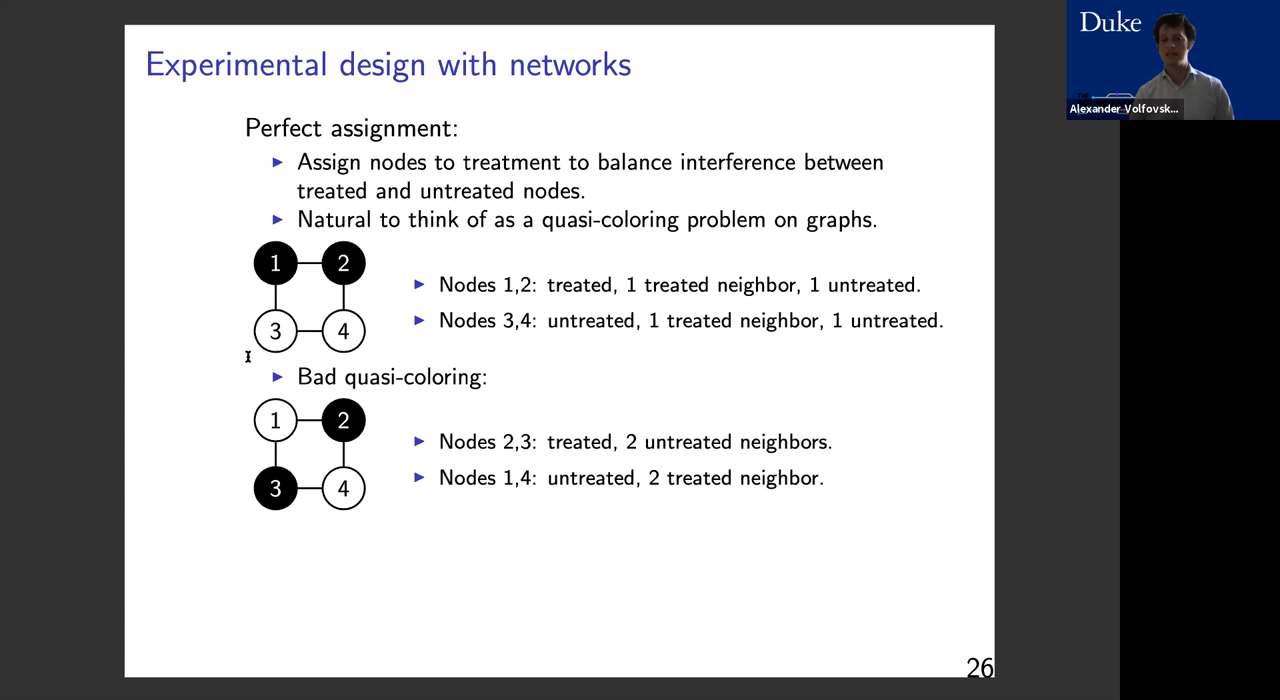 Experimental design with networks
Perfect assignment:
Assign nodes to treatment to balance interference between
treated and untreated nodes.
Natural to think of as a quasi-coloring problem on graphs.
1 2
3 4
Nodes 1,2: treated, 1 treated neighbor, 1 untreated.
Nodes 3,4: untreated, 1 treated neighbor, 1 untreated.
Bad quasi-coloring:
1 2
3 4
Nodes 2,3: treated, 2 untreated neighbors.
Nodes 1,4: untreated, 2 treated neighbor.
26
Duke
Alexander Volfovsk...